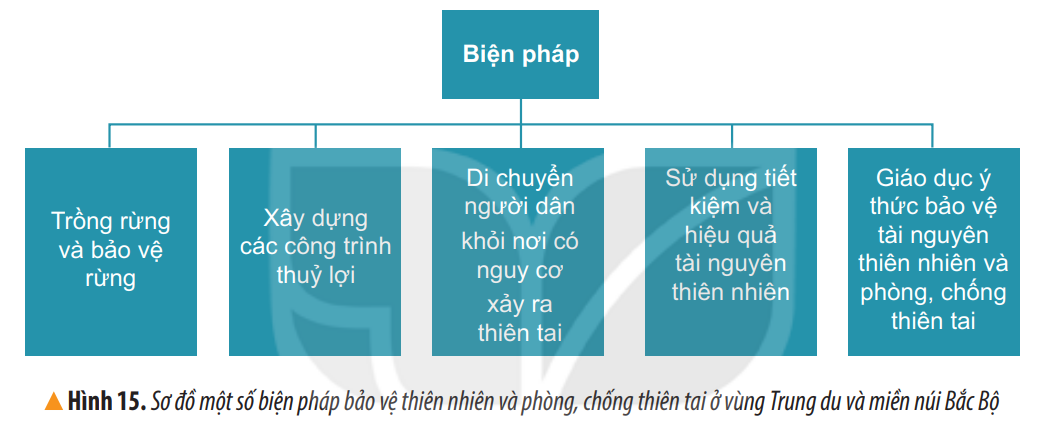 Biện pháp
Trồng rừng
và bảo vệ
rừng
Xây dựng
các công trình
thuỷ lợi
Di chuyển
người dân
khỏi nơi có
nguy cơ
xảy ra
thiên tai
Sử dụng tiết
kiệm và
hiệu quả
tài nguyên
thiên nhiên
Giáo dục ý
thức bảo vệ
tài nguyên
thiên nhiên và
phòng, chống
thiên tai
▲ Hình 15. Sơ đồ một số biện pháp bảo vệ thiên nhiên và phòng, chống thiên tai ở vùng Trung du và miền núi Bắc Bộ